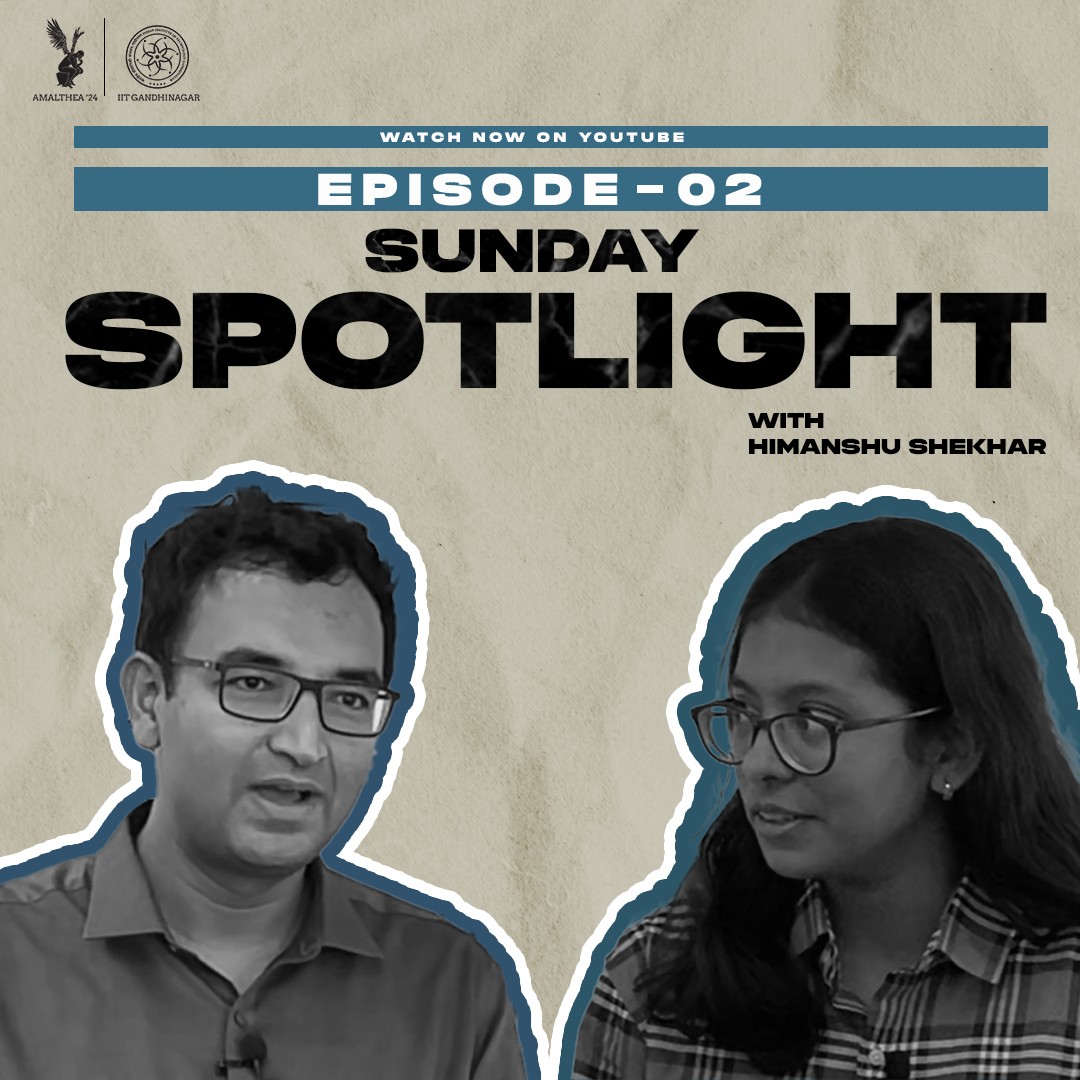 AMALTHEA '24
IIT GANDHINAGAR
WATCH NOW ON YOUTUBE
EPISODE-02
SUNDAY
SPOTLIGHT
WITH
HIMANSHU SHEKHAR